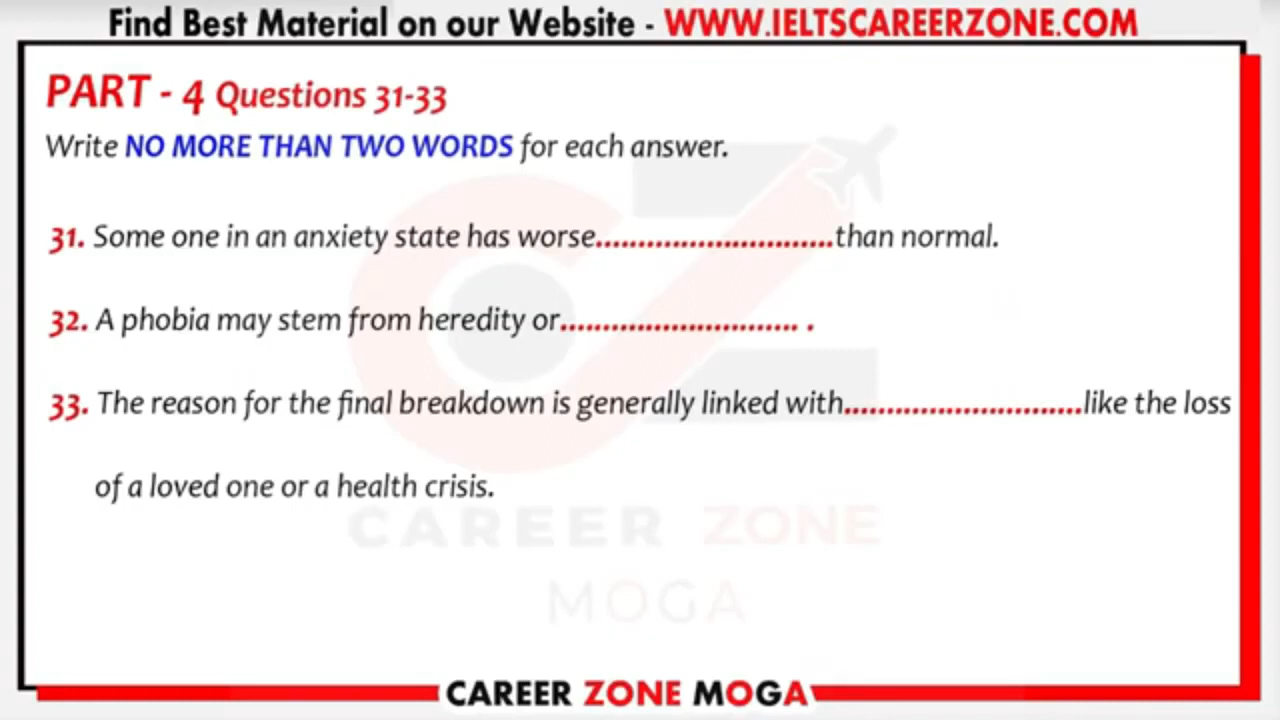 Find Best Material on our Website - WWW.IELTSCAREERZONE.COM
PART - 4 Questions 31-33
Write NO MORE THAN TWO WORDS for each answer.
31. Some one in an anxiety state has worse............................than normal.
32. A phobia may stem from heredity or............................ .
33. The reason for the final breakdown is generally linked with............................like the loss
of a loved one or a health crisis.
CAREER ZONE
MOGA
CAREER ZONE MOGA